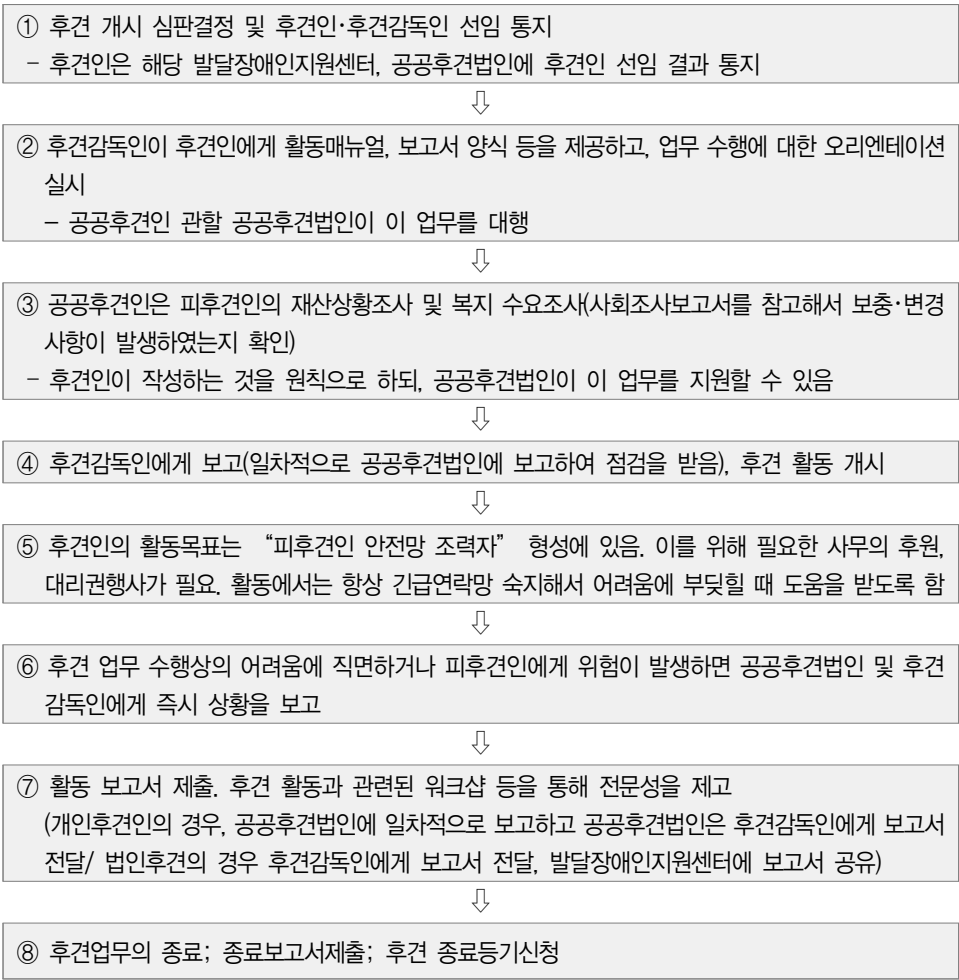 ① 후견 개시 심판결정 및 후견인·후견감독인 선임 통지
- 후견인은 해당 발달장애인지원센터, 공공후견법인에 후견인 선임 결과 통지
⇩
② 후견감독인이 후견인에게 활동매뉴얼, 보고서 양식 등을 제공하고, 업무 수행에 대한 오리엔테이션
실시
– 공공후견인 관할 공공후견법인이 이 업무를 대행
⇩
③ 공공후견인은 피후견인의 재산상황조사 및 복지 수요조사(사회조사보고서를 참고해서 보충·변경
사항이 발생하였는지 확인)
- 후견인이 작성하는 것을 원칙으로 하되, 공공후견법인이 이 업무를 지원할 수 있음
⇩
④ 후견감독인에게 보고(일차적으로 공공후견법인에 보고하여 점검을 받음), 후견 활동 개시
⇩
⑤ 후견인의 활동목표는 “피후견인 안전망 조력자” 형성에 있음. 이를 위해 필요한 사무의 후원,
대리권행사가 필요. 활동에서는 항상 긴급연락망 숙지해서 어려움에 부딪힐 때 도움을 받도록 함
⇩
⑥ 후견 업무 수행상의 어려움에 직면하거나 피후견인에게 위험이 발생하면 공공후견법인 및 후견
감독인에게 즉시 상황을 보고
⇩
⑦ 활동 보고서 제출. 후견 활동과 관련된 워크샵 등을 통해 전문성을 제고
(개인후견인의 경우, 공공후견법인에 일차적으로 보고하고 공공후견법인은 후견감독인에게 보고서
전달/ 법인후견의 경우 후견감독인에게 보고서 전달, 발달장애인지원센터에 보고서 공유)
⇩
⑧ 후견업무의 종료; 종료보고서제출; 후견 종료등기신청